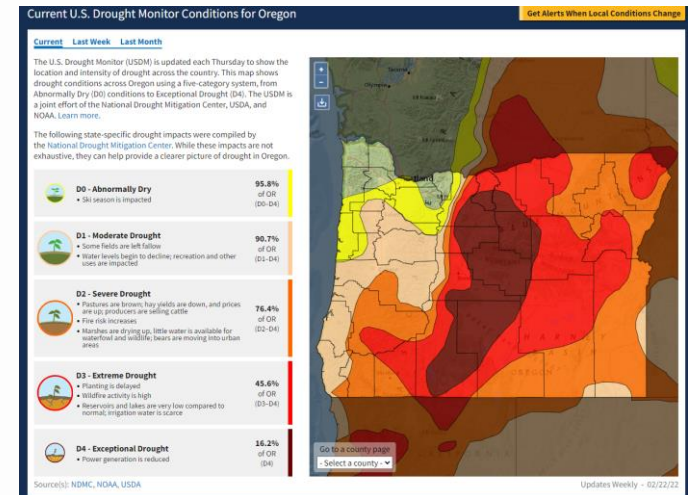 Current U.S. Drought Monitor Conditions for Oregon
Get Alerts When Local Conditions Change
Current Last Week Last Month
The U.S. Drought Monitor (USDM) is updated each Thursday to show the
location and intensity of drought across the country. This map shows
drought conditions across Oregon using a five-category system, from
Abnormally Dry (D0) conditions to Exceptional Drought (D4). The USDM is
a joint effort of the National Drought Mitigation Center, USDA, and
NOAA. Learn more.
The following state-specific drought impacts were compiled by
the National Drought Mitigation Center. While these impacts are not
exhaustive, they can help provide a clearer picture of drought in Oregon.
D0 - Abnormally Dry
• Ski season is impacted
95.8%
of OR
(D0-D4)
D1 - Moderate Drought
• Some fields are left fallow
• Water levels begin to decline; recreation and other
uses are impacted
90.7%
of OR
(D1-D4)
D2 - Severe Drought
• Pastures are brown; hay yields are down, and prices
are up; producers are selling cattle
• Fire risk increases
• Marshes are drying up, little water is available for
waterfowl and wildlife; bears are moving into urban
areas
76.4%
of OR
(D2-D4)
D3 - Extreme Drought
• Planting is delayed
• Wildfire activity is high
• Reservoirs and lakes are very low compared to
normal; irrigation water is scarce
45.6%
of OR
(D3-D4)
D4 - Exceptional Drought
• Power generation is reduced
16.2%
of OR
(D4)
+
-
Go to a county page
- Select a county -
Source(s): NDMC, NOAA, USDA
Updates Weekly - 02/22/22